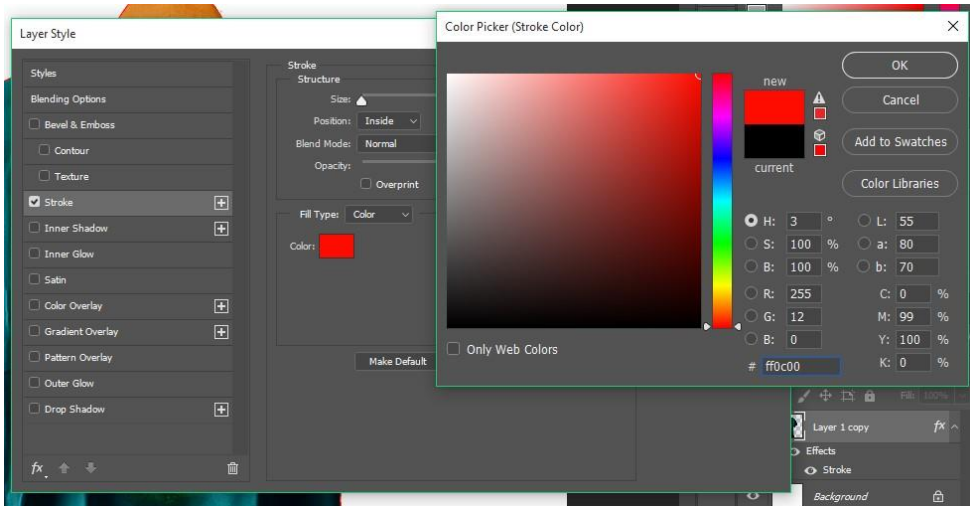 Layer Style
Styles
Blending Options
Bevel & Emboss
Contour
Texture
Stroke
Inner Shadow
Inner Glow
Satin
Color Overlay
Gradient Overlay
Pattern Overlay
Outer Glow
Drop Shadow
fx
Stroke
Structure
Size:
Position: Inside
Blend Mode: Normal
Opacity:
Overprint
Fill Type: Color
Color:
Make Default
Color Picker (Stroke Color)
new
current
OK
Cancel
Add to Swatches
Color Libraries
H: 3 °
S: 100 %
B: 100 %
R: 255
G: 12
B: 0
# ff0c00
L: 55
a: 80
b: 70
C: 0 %
M: 99 %
Y: 100 %
K: 0 %
Only Web Colors
Fill: 100%
Layer 1 copy fx
Effects
Stroke
Background